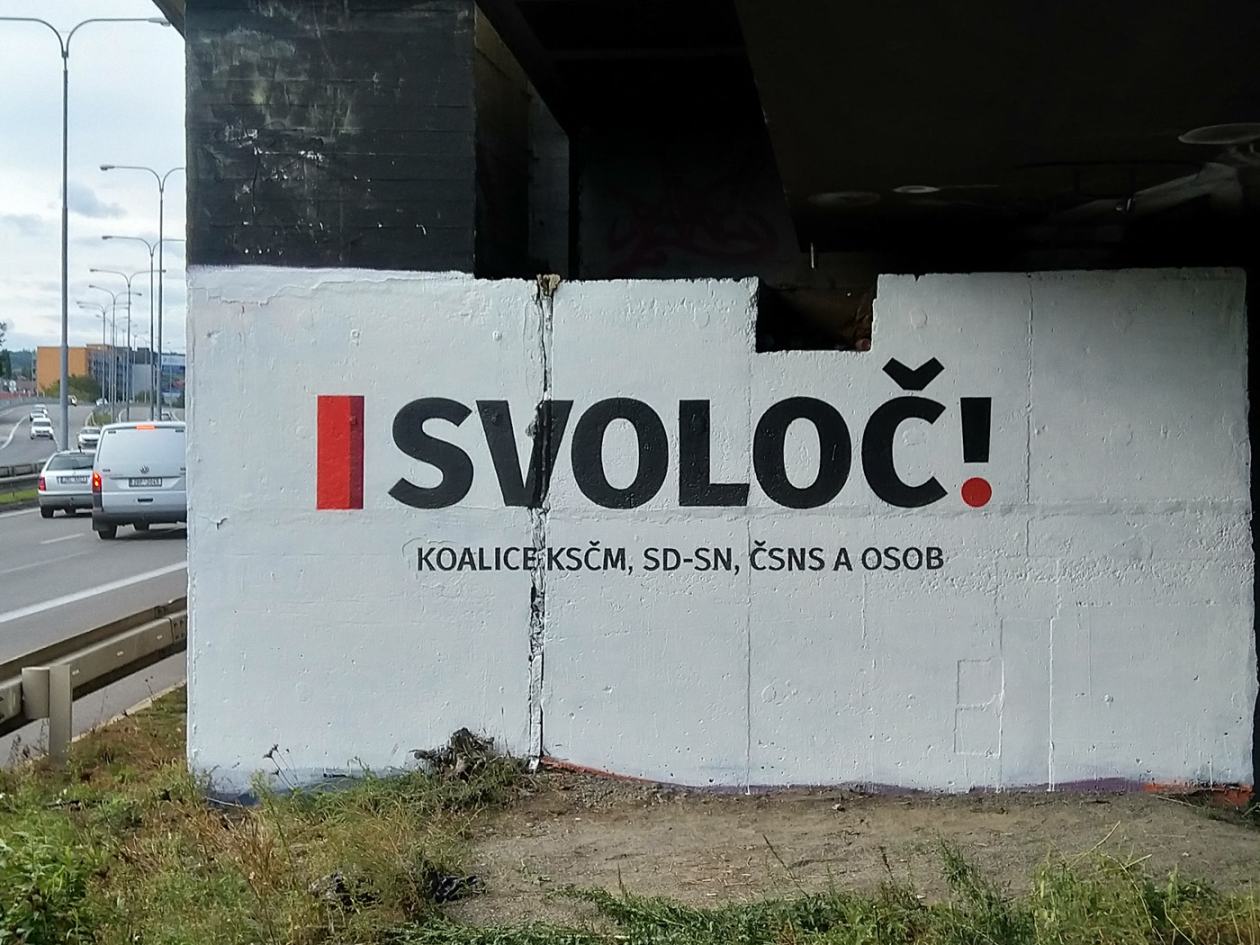 SVOLOČ!
KOALICE KSČM, SD-SN, ČSNS A OSOB